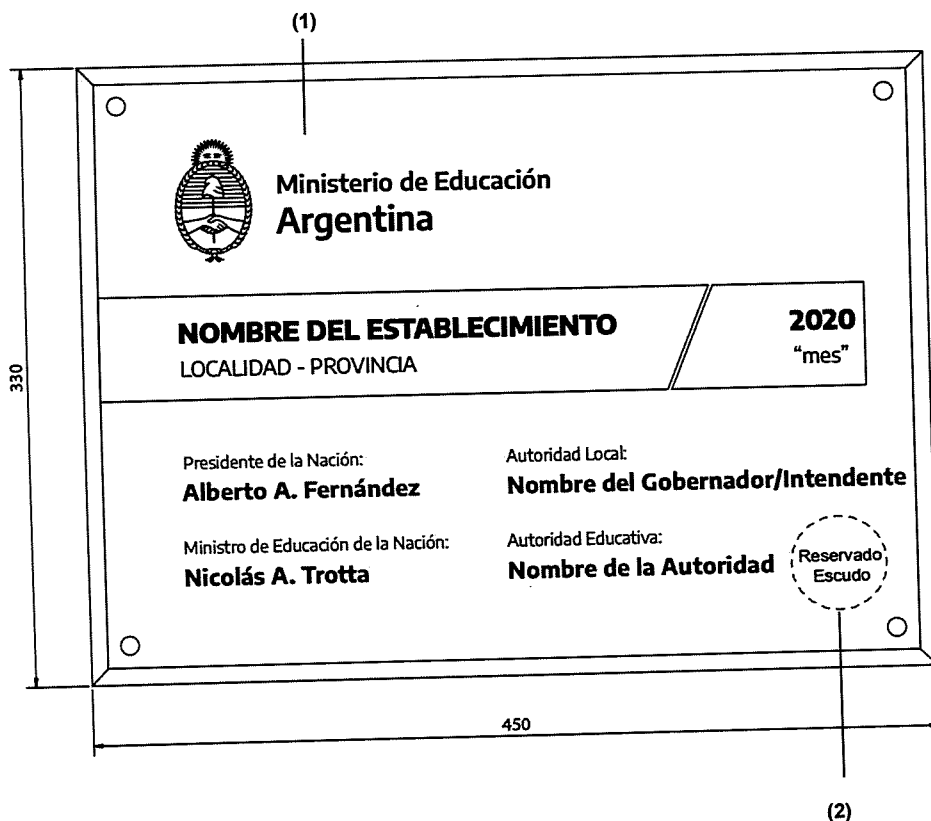 (1)
Ministerio de Educación
Argentina
NOMBRE DEL ESTABLECIMIENTO
LOCALIDAD - PROVINCIA
2020
“mes”
330
Presidente de la Nación:
Alberto A. Fernández
Autoridad Local:
Nombre del Gobernador/Intendente
Ministro de Educación de la Nación:
Nicolás A. Trotta
Autoridad Educativa:
Nombre de la Autoridad
Reservado
Escudo
450
(2)